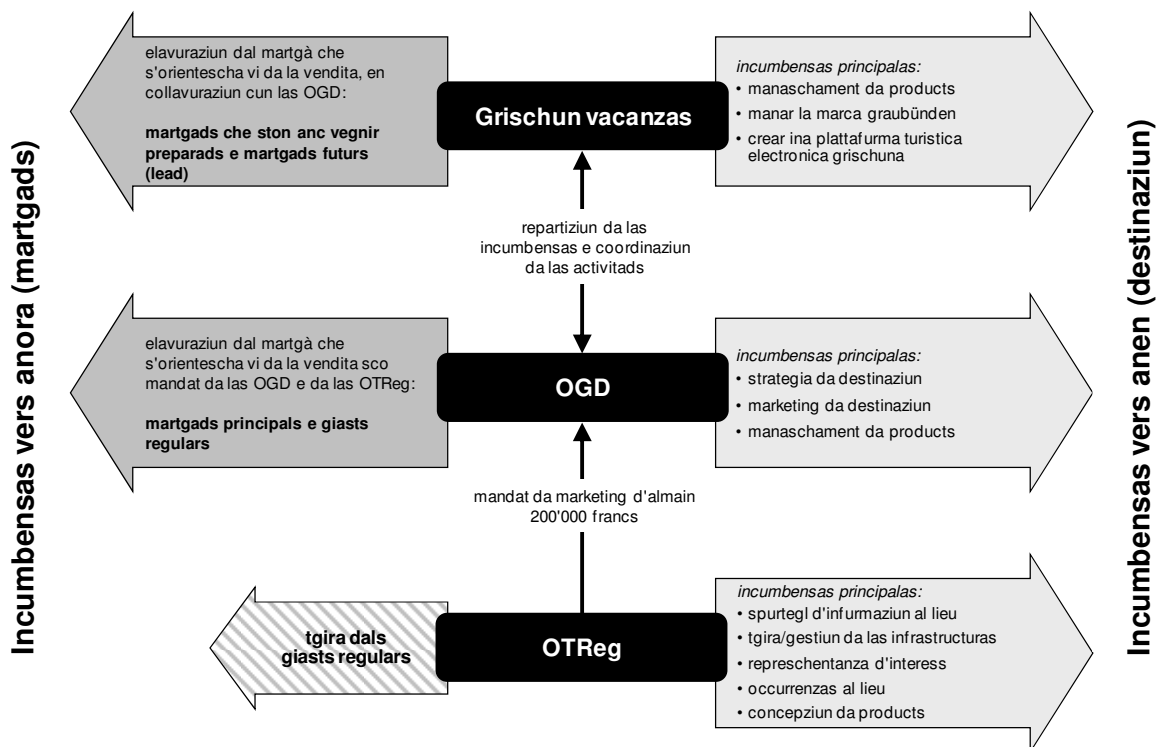 Incumbensas vers anora (martgads)
elavuraziun dal martgà che
s'orientescha vi da la vendita, en
collavuraziun cun las OGD:
martgads che ston anc vegnir
preparads e martgads futurs
(lead)
Grischun vacanzas
incumbensas principalas:
• manaschament da products
• manar la marca graubünden
• crear ina plattafurma turistica
electronica grischuna
repartiziun da las
incumbensas e coordinaziun
da las activitads
elavuraziun dal martgà che
s'orientescha vi da la vendita sco
mandat da las OGD e da las OTReg:
martgads principals e giasts
regulars
OGD
incumbensas principalas:
• strategia da destinaziun
• marketing da destinaziun
• manaschament da products
mandat da marketing d'almain
200'000 francs
tgira dals
giasts regulars
OTReg
incumbensas principalas:
• spurtegl d'infurmaziun al lieu
• tgira/gestiun da las infrastructuras
• represchentanza d'interess
• occurrenzas al lieu
• concepziun da products
Incumbensas vers anen (destinaziun)